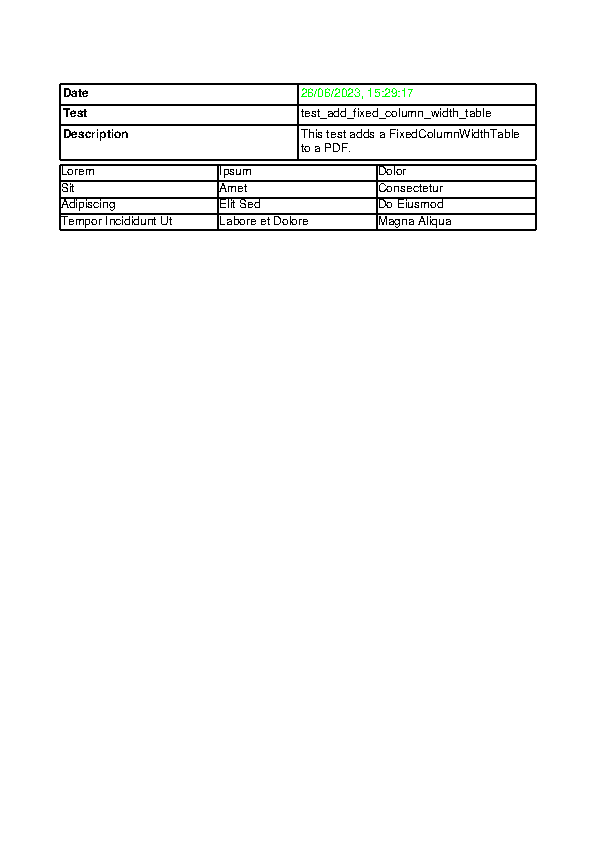 Date 26/06/2023, 15:29:17
Test test_add_fixed_column_width_table
Description This test adds a FixedColumnWidthTable
to a PDF.
Lorem Ipsum Dolor
Sit Amet Consectetur
Adipiscing Elit Sed Do Eiusmod
Tempor Incididunt Ut Labore et Dolore Magna Aliqua